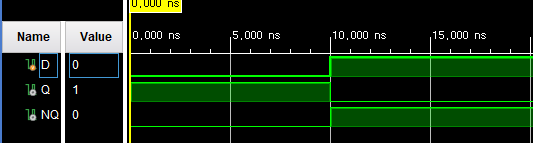 0,000 ns
Name Value
0,000 ns 5,000 ns 10,000 ns 15,000 ns
D 0
Q 1
NQ 0